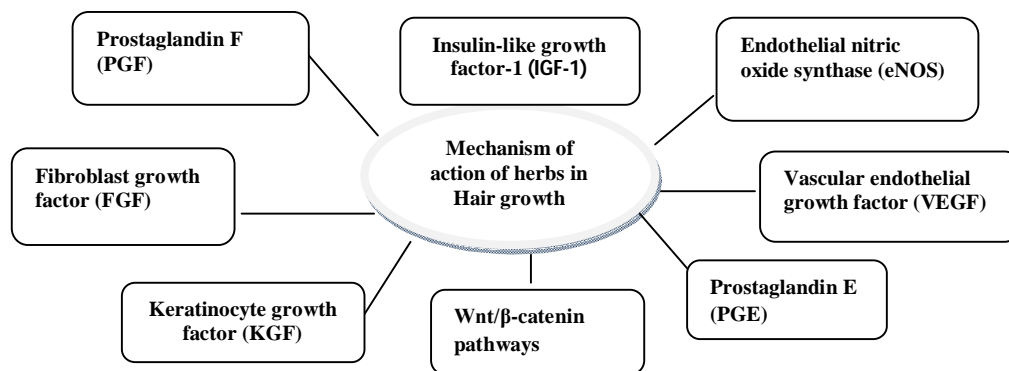 Prostaglandin F
(PGF)
Insulin-like growth
factor-1 (IGF-1)
Endothelial nitric
oxide synthase (eNOS)
Mechanism of
action of herbs in
Hair growth
Fibroblast growth
factor (FGF)
Vascular endothelial
growth factor (VEGF)
Keratinocyte growth
factor (KGF)
Wnt/β-catenin
pathways
Prostaglandin E
(PGE)